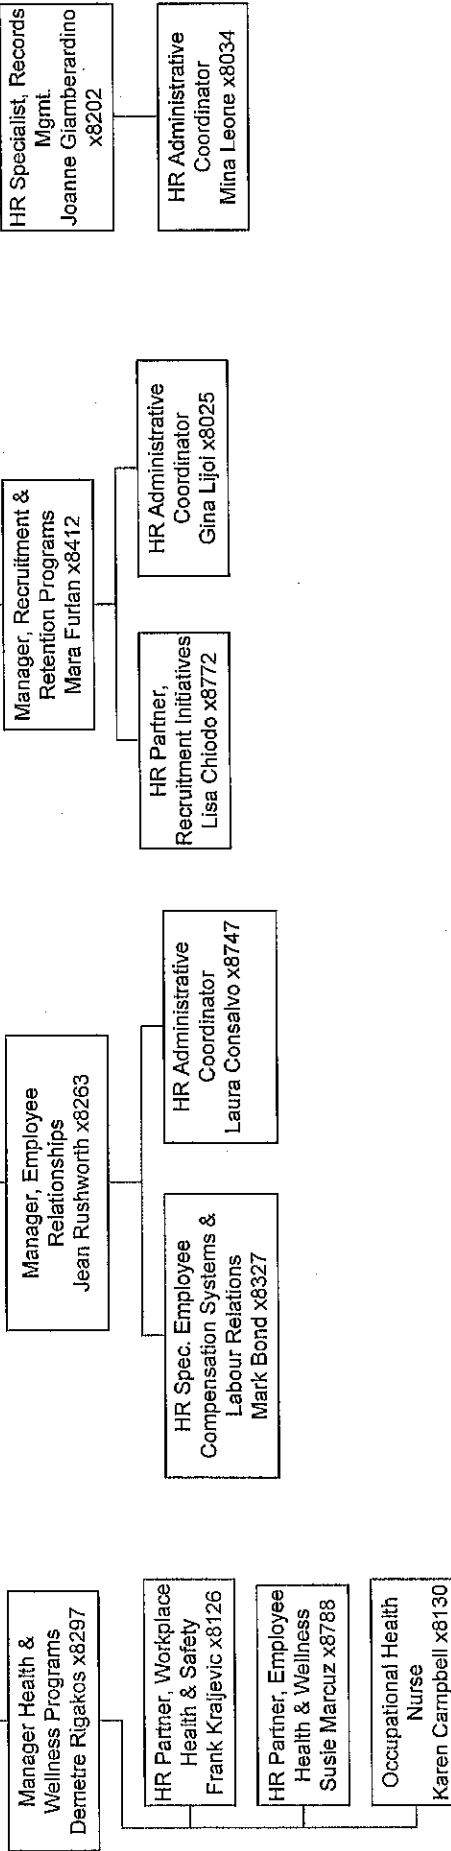 Manager Health &
Wellness Programs
Demetre Rigakos x8297
HR Partner, Workplace
Health & Safety
Frank Kraljevic x8126
HR Partner, Employee
Health & Wellness
Susie Marcuz x8788
Occupational Health
Nurse
Karen Campbell x8130
Manager, Employee
Relationships
Jean Rushworth x8263
HR Spec. Employee
Compensation Systems &
Labour Relations
Mark Bond x8327
HR Administrative
Coordinator
Laura Consalvo x8747
Manager, Recruitment &
Retention Programs
Mara Furlan x8412
HR Partner,
Recruitment Initiatives
Lisa Chiodo x8772
HR Administrative
Coordinator
Gina Lijoi x8025
HR Specialist, Records
Mgmt.
Joanne Giamberardino
x8202
HR Administrative
Coordinator
Mina Leone x8034